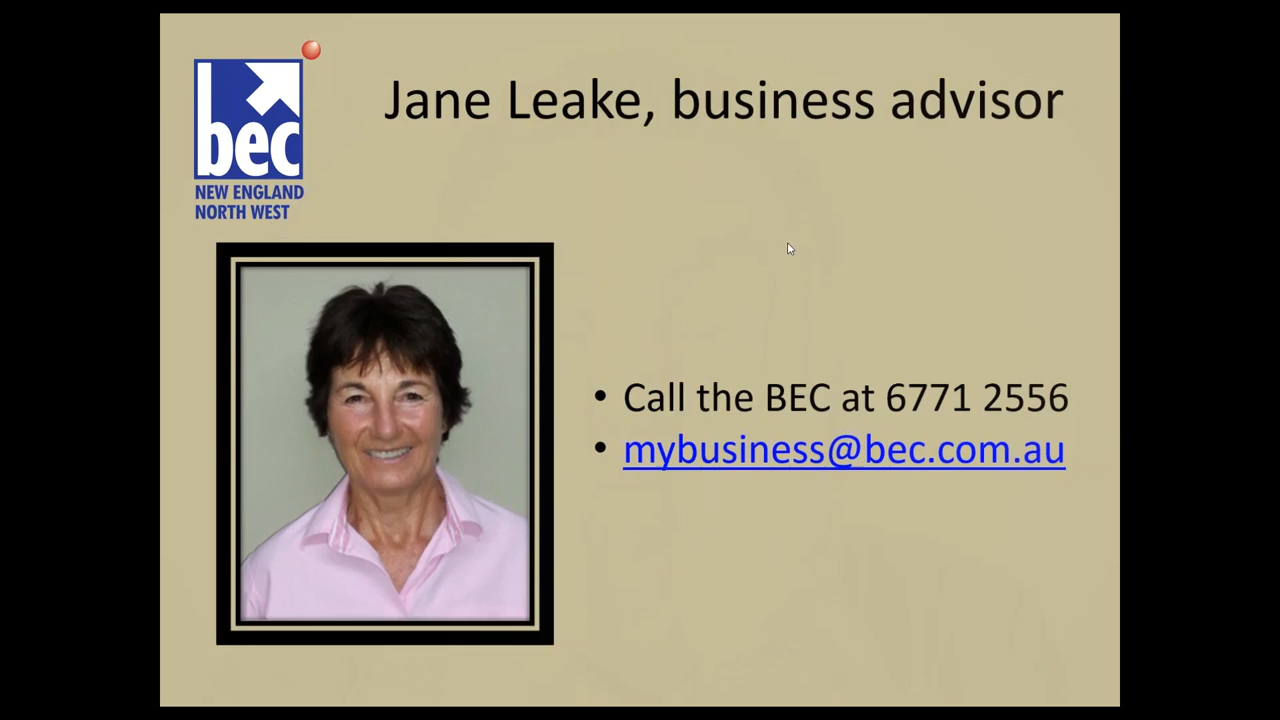 bec
NEW ENGLAND
NORTH WEST
Jane Leake, business advisor
• Call the BEC at 6771 2556
• mybusiness@bec.com.au